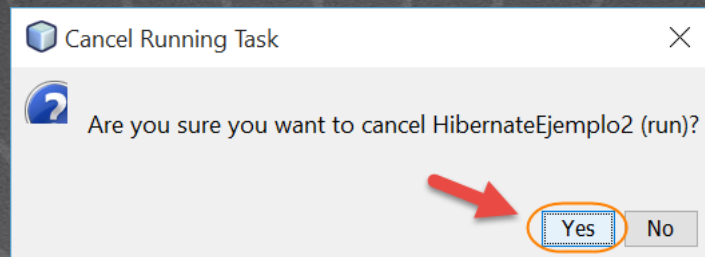 Cancel Running Task
Are you sure you want to cancel HibernateEjemplo2 (run)?
Yes No